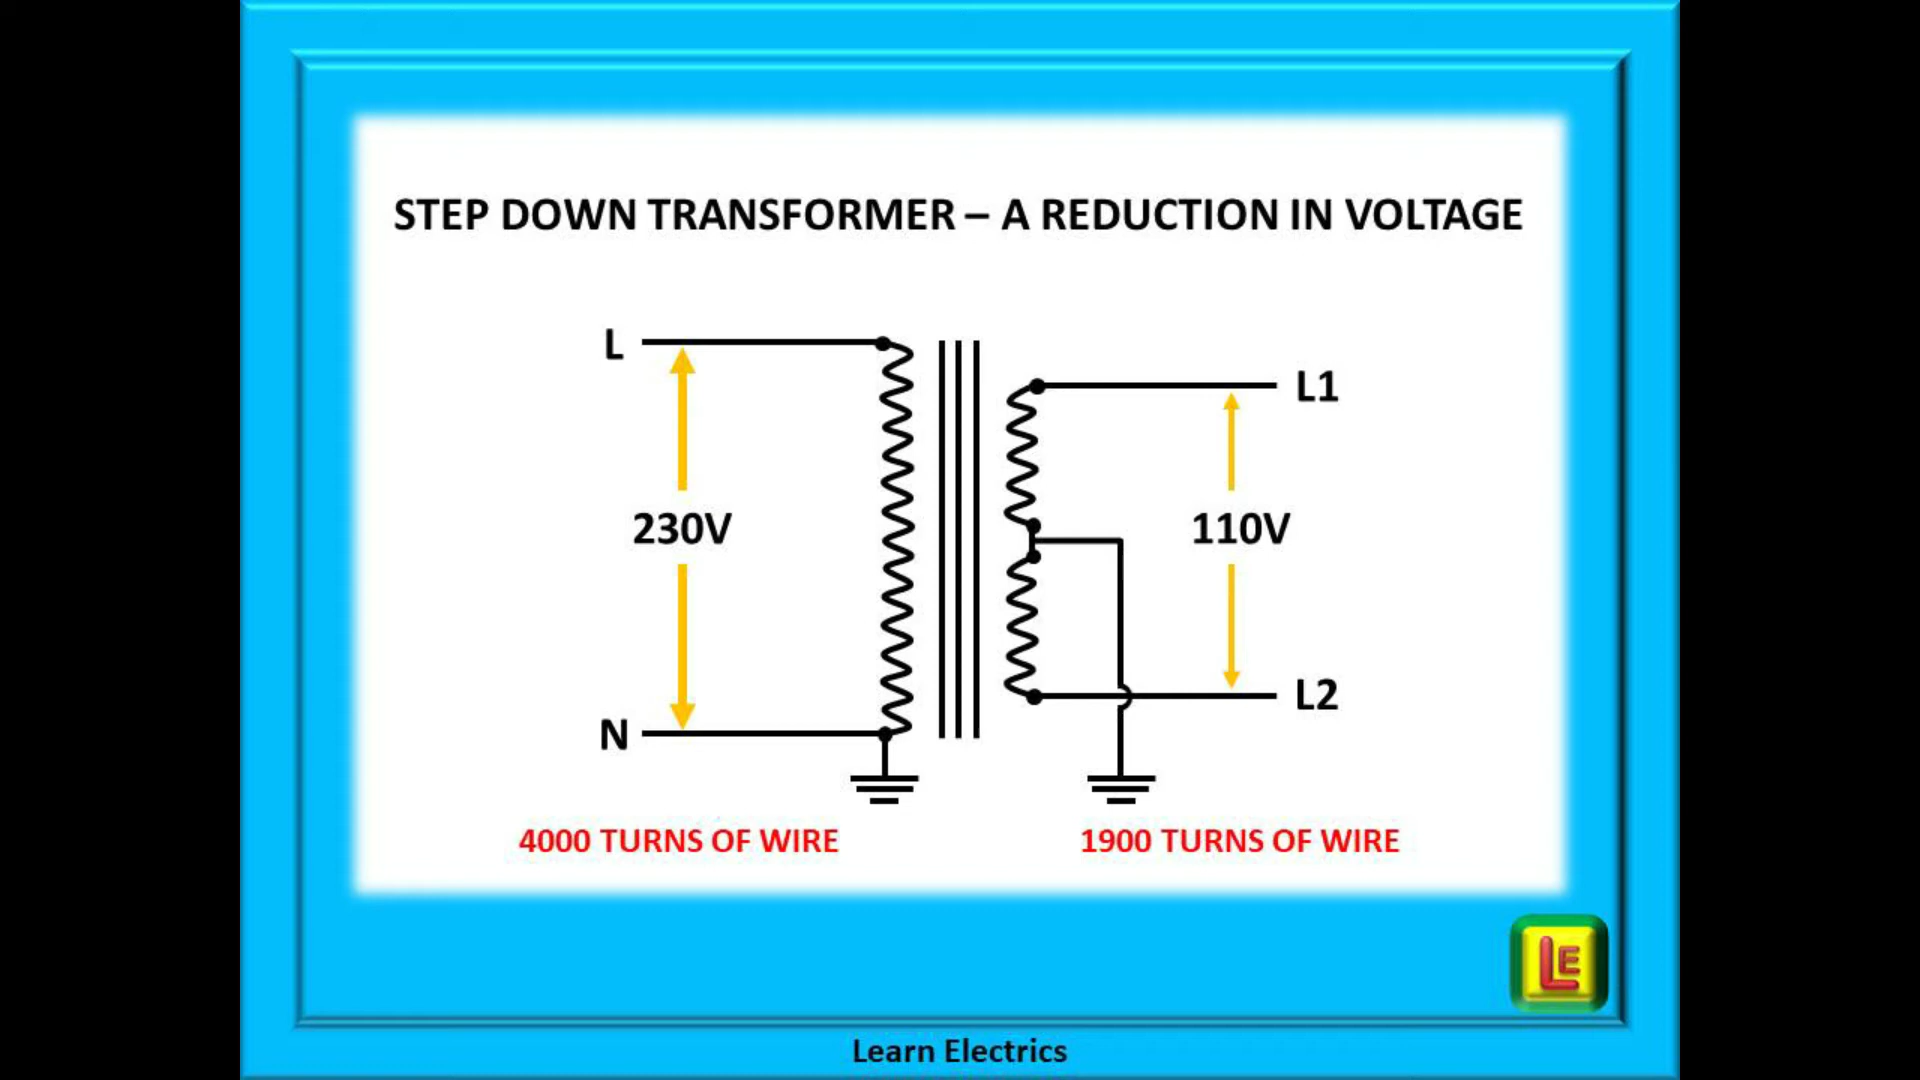 STEP DOWN TRANSFORMER – A REDUCTION IN VOLTAGE
L
L1
230V
110V
L2
N
4000 TURNS OF WIRE
1900 TURNS OF WIRE
LE
Learn Electrics